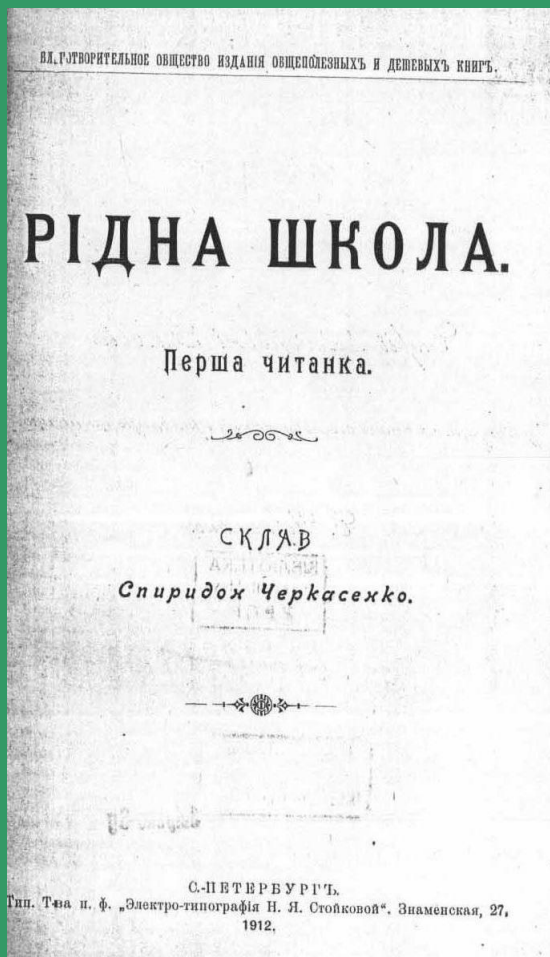 БЛАГОТВОРИТЕЛЬНОЕ ОБЩЕСТВО ИЗДАНІЯ ОБЩЕПОЛЕЗНЫХЪ И ДЕШЕВЫХЪ КНИГЪ.
РІДНА ШКОЛА.
Перша читанка.
СКЛАВ
Спиридон Черкасенко.
С.-ПЕТЕРБУРГЪ.
Тип. Т-ва п. ф. „Электро-типографія Н. Я. Стойковой“. Знаменская, 27,
1912.